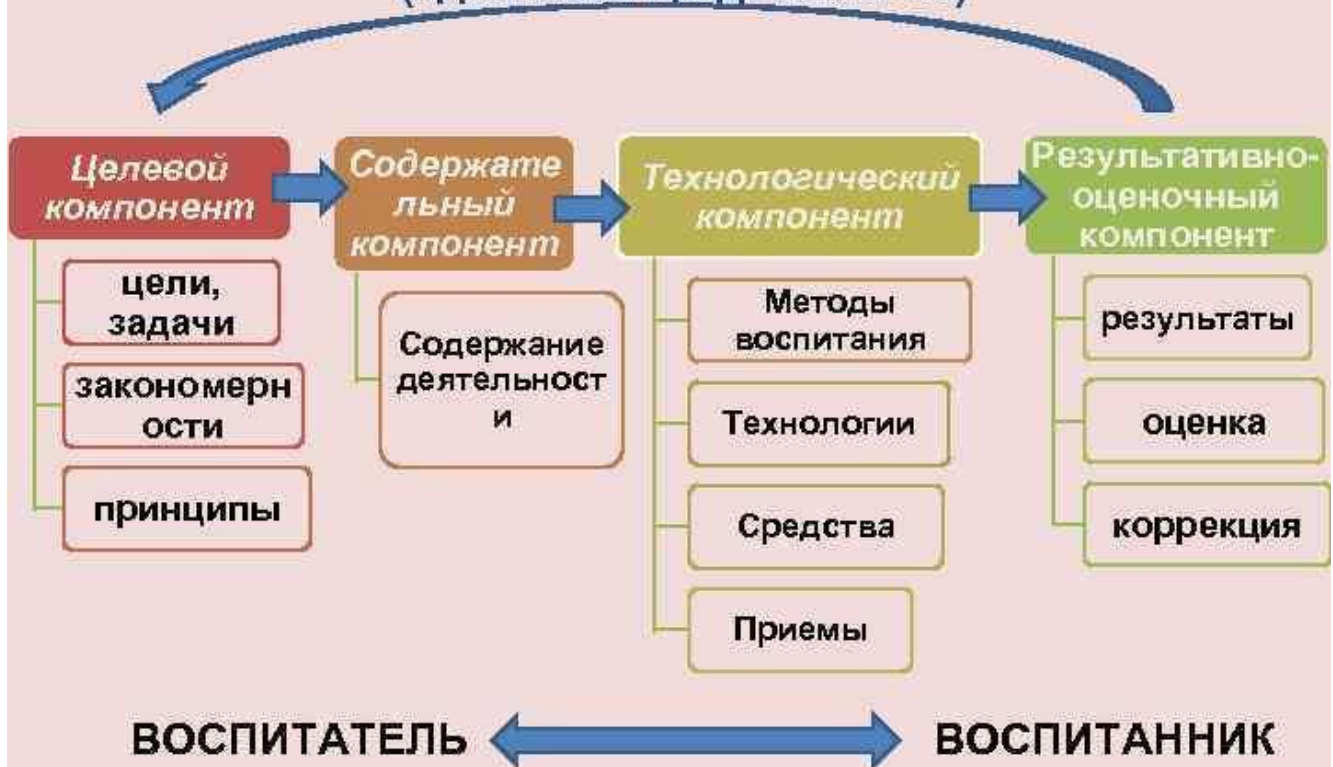 Целевой
компонент
цели,
задачи
закономерн
ости
принципы
Содержате
льный
компонент
Содержание
деятельност
и
Технологический
компонент
Методы
воспитания
Технологии
Средства
Приемы
Результативно-
оценочный
компонент
результаты
оценка
коррекция
ВОСПИТАТЕЛЬ ВОСПИТАННИК